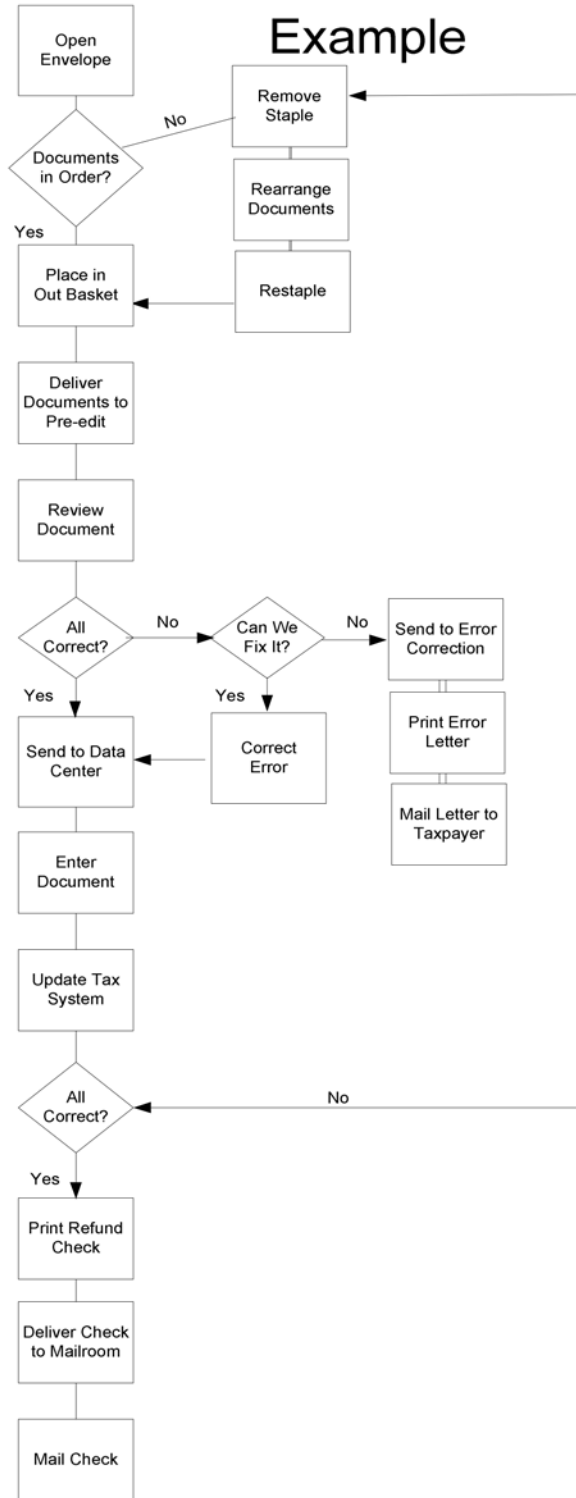 Example
Open
Envelope
No
Remove
Staple
Documents
in Order?
Rearrange
Documents
Yes
Place in
Out Basket
Restaple
Deliver
Documents to
Pre-edit
Review
Document
All
Correct?
No
Can We
Fix It?
No
Send to Error
Correction
Yes
Yes
Send to Data
Center
Correct
Error
Print Error
Letter
Mail Letter to
Taxpayer
Enter
Document
Update Tax
System
All
Correct?
No
Yes
Print Refund
Check
Deliver Check
to Mailroom
Mail Check